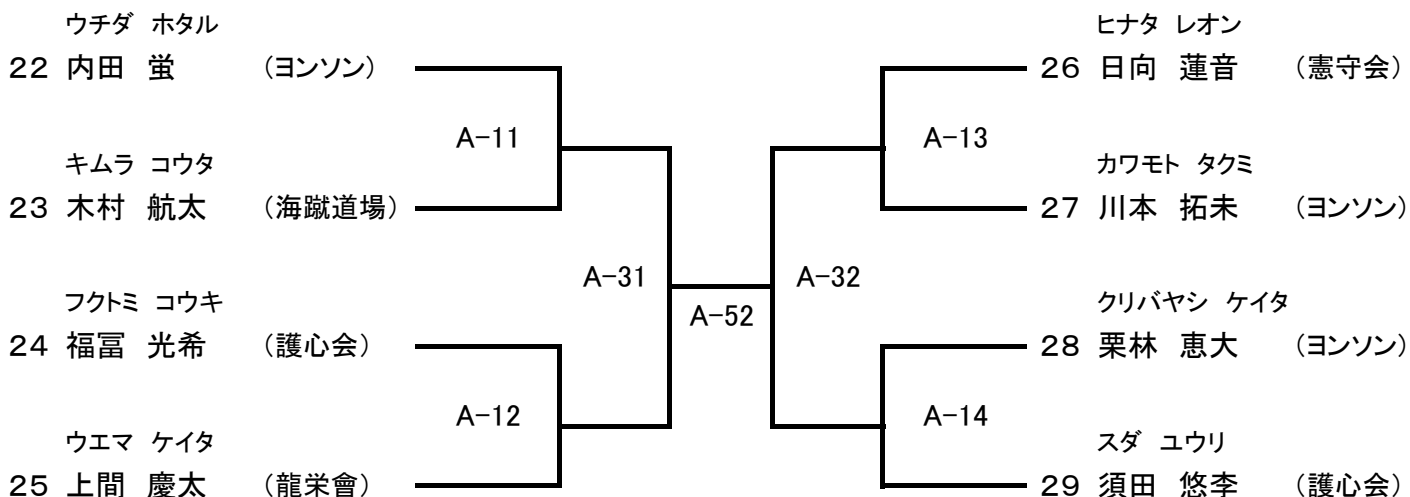 ウチダ ホタル
22 内田 蛍 (ヨンソン)
A-11
キムラ コウタ
23 木村 航太 (海蹴道場)
A-31
フクトミ コウキ
24 福冨 光希 (護心会)
A-12
ウエマ ケイタ
25 上間 慶太 (龍栄會)
A-52
ヒナタ レオン
26 日向 蓮音 (憲守会)
A-13
カワモト タクミ
27 川本 拓未 (ヨンソン)
A-32
クリバヤシ ケイタ
28 栗林 恵大 (ヨンソン)
A-14
スダ ユウリ
29 須田 悠李 (護心会)